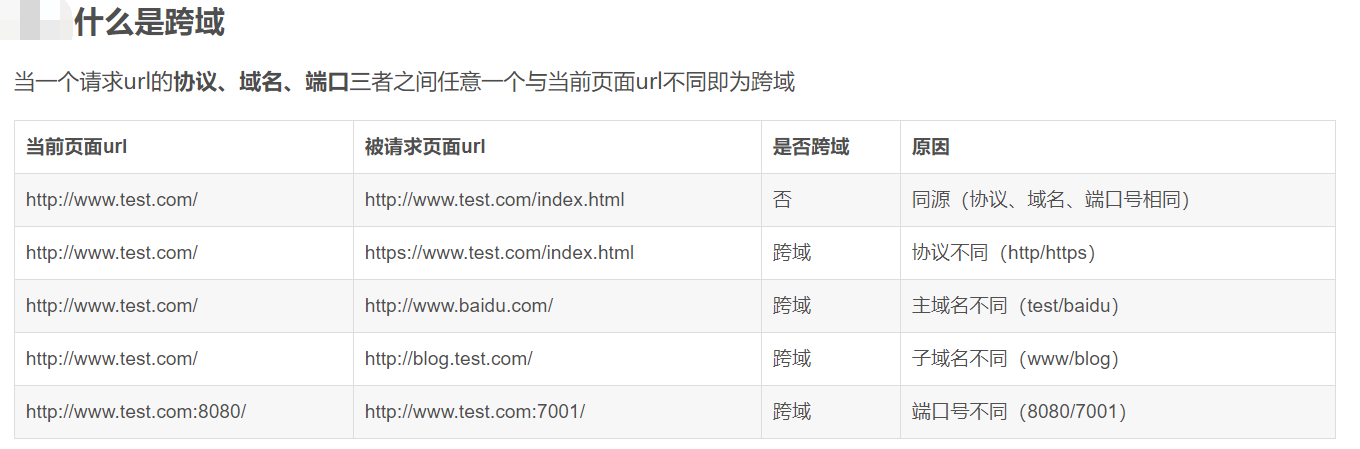 什么是跨域
当一个请求url的协议、域名、端口三者之间任意一个与当前页面url不同即为跨域
当前页面url 被请求页面url 是否跨域 原因
http://www.test.com/ http://www.test.com/index.html 否 同源（协议、域名、端口号相同）
http://www.test.com/ https://www.test.com/index.html 跨域 协议不同（http/https）
http://www.test.com/ http://www.baidu.com/ 跨域 主域名不同（test/baidu）
http://www.test.com/ http://blog.test.com/ 跨域 子域名不同（www/blog）
http://www.test.com:8080/ http://www.test.com:7001/ 跨域 端口号不同（8080/7001）